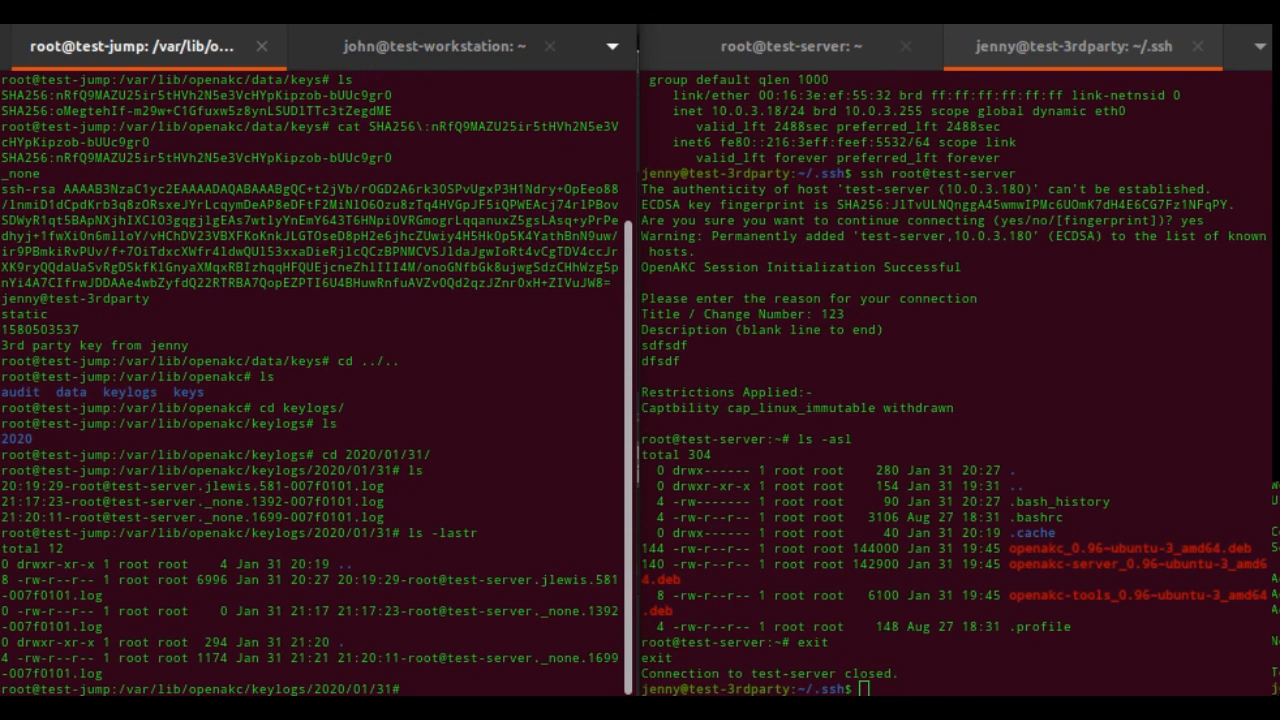 root@test-jump: /var/lib/o...
john@test-workstation: ~
root@test-server: ~
jenny@test-3rdparty: ~/.ssh
root@test-jump:/var/lib/openakc/data/keys# ls
SHA256:nRfQ9MAZU25ir5tHVh2N5e3VcHYpKipzob-bUUc9gr0
SHA256:oMegtehIf-m29w+C1Gfuxw5z8ynLSUDlTTc3tZegdME
root@test-jump:/var/lib/openakc/data/keys# cat SHA256\:nRfQ9MAZU25ir5tHVh2N5e3V
cHYpKipzob-bUUc9gr0
SHA256:nRfQ9MAZU25ir5tHVh2N5e3VcHYpKipzob-bUUc9gr0
_none
ssh-rsa AAAAB3NzaC1yc2EAAAADAQABAAABgQC+t2jVb/rOGD2A6rk30SPvUgxP3H1Ndry+OpEeo88
/lnmiD1dCpdKrb3q8zORsxeJYrLcqymDeAP8eDFtF2MiNlO6Ozu8zTq4HVGpJF5iQPWEAcj74rlPBov
SDWyR1qt5BApNXjhIXClO3gqgjlgEAs7wtlyYnEmY643T6HNpi0VRGmogrLqqanuxZ5gsLAsq+yPrPe
dhyj+1fwXiOn6mlloY/vHChDV23VBXFKoKnkJLGTOseD8pH2e6jhcZUwiy4H5HkOp5K4YathBnN9uw/
ir9PBmkiRvPUv/f+7OiTdxcXWfr4ldwQUl53xxaDieRjlcQCzBPNMCVSJldaJgwIoRt4vCgTDV4ccJr
XK9ryQQdaUaSvRgDSkfKlGnyaXMqxRBIzhqqHFQUEjcneZhlIII4M/onoGNfbGk8ujwgSdzCHhWzg5p
nYi4A7CIfrwJDDAAe4wbZyfdQ22RTRBA7QopEZPTI6U4BHuwRnfuAVZv0Qd2qzJZnr0xH+ZIVuJW8=
jenny@test-3rdparty
static
1580503537
3rd party key from jenny
root@test-jump:/var/lib/openakc/data/keys# cd ../..
root@test-jump:/var/lib/openakc# ls
audit  data  keylogs  keys
root@test-jump:/var/lib/openakc# cd keylogs/
root@test-jump:/var/lib/openakc/keylogs# ls
2020
root@test-jump:/var/lib/openakc/keylogs# cd 2020/01/31/
root@test-jump:/var/lib/openakc/keylogs/2020/01/31# ls
20:19:29-root@test-server.jlewis.581-007f0101.log
21:17:23-root@test-server._none.1392-007f0101.log
21:20:11-root@test-server._none.1699-007f0101.log
root@test-jump:/var/lib/openakc/keylogs/2020/01/31# ls -lastr
total 12
0 drwxr-xr-x 1 root root    4 Jan 31 20:19 ..
8 -rw-r--r-- 1 root root 6996 Jan 31 20:27 20:19:29-root@test-server.jlewis.581
-007f0101.log
0 -rw-r--r-- 1 root root    0 Jan 31 21:17 21:17:23-root@test-server._none.1392
-007f0101.log
0 drwxr-xr-x 1 root root  294 Jan 31 21:20 .
4 -rw-r--r-- 1 root root 1174 Jan 31 21:21 21:20:11-root@test-server._none.1699
-007f0101.log
root@test-jump:/var/lib/openakc/keylogs/2020/01/31#
group default qlen 1000
link/ether 00:16:3e:ef:55:32 brd ff:ff:ff:ff:ff:ff link-netnsid 0
inet 10.0.3.18/24 brd 10.0.3.255 scope global dynamic eth0
valid_lft 2488sec preferred_lft 2488sec
inet6 fe80::216:3eff:feef:5532/64 scope link
valid_lft forever preferred_lft forever
jenny@test-3rdparty:~/.ssh$ ssh root@test-server
The authenticity of host 'test-server (10.0.3.180)' can't be established.
ECDSA key fingerprint is SHA256:JlTvULNQnggA45wmwIPMc6UOmK7dH4E6CG7Fz1NFqPY.
Are you sure you want to continue connecting (yes/no/[fingerprint])? yes
Warning: Permanently added 'test-server,10.0.3.180' (ECDSA) to the list of known
hosts.
OpenAKC Session Initialization Successful
Please enter the reason for your connection
Title / Change Number: 123
Description (blank line to end)
sdfsdf
dfsdf
Restrictions Applied:-
Captbility cap_linux_immutable withdrawn
root@test-server:~# ls -asl
total 304
0 drwx------ 1 root root    280 Jan 31 20:27 .
0 drwxr-xr-x 1 root root    154 Jan 31 19:31 ..
4 -rw------- 1 root root     90 Jan 31 20:27 .bash_history
4 -rw-r--r-- 1 root root   3106 Aug 27 18:31 .bashrc
0 drwx------ 1 root root     40 Jan 31 20:19 .cache
144 -rw-r--r-- 1 root root 144000 Jan 31 19:45 openakc_0.96~ubuntu-3_amd64.deb
140 -rw-r--r-- 1 root root 142900 Jan 31 19:45 openakc-server_0.96~ubuntu-3_amd6
4.deb
8 -rw-r--r-- 1 root root   6100 Jan 31 19:45 openakc-tools_0.96~ubuntu-3_amd64
.deb
4 -rw-r--r-- 1 root root    148 Aug 27 18:31 .profile
root@test-server:~# exit
exit
Connection to test-server closed.
jenny@test-3rdparty:~/.ssh$